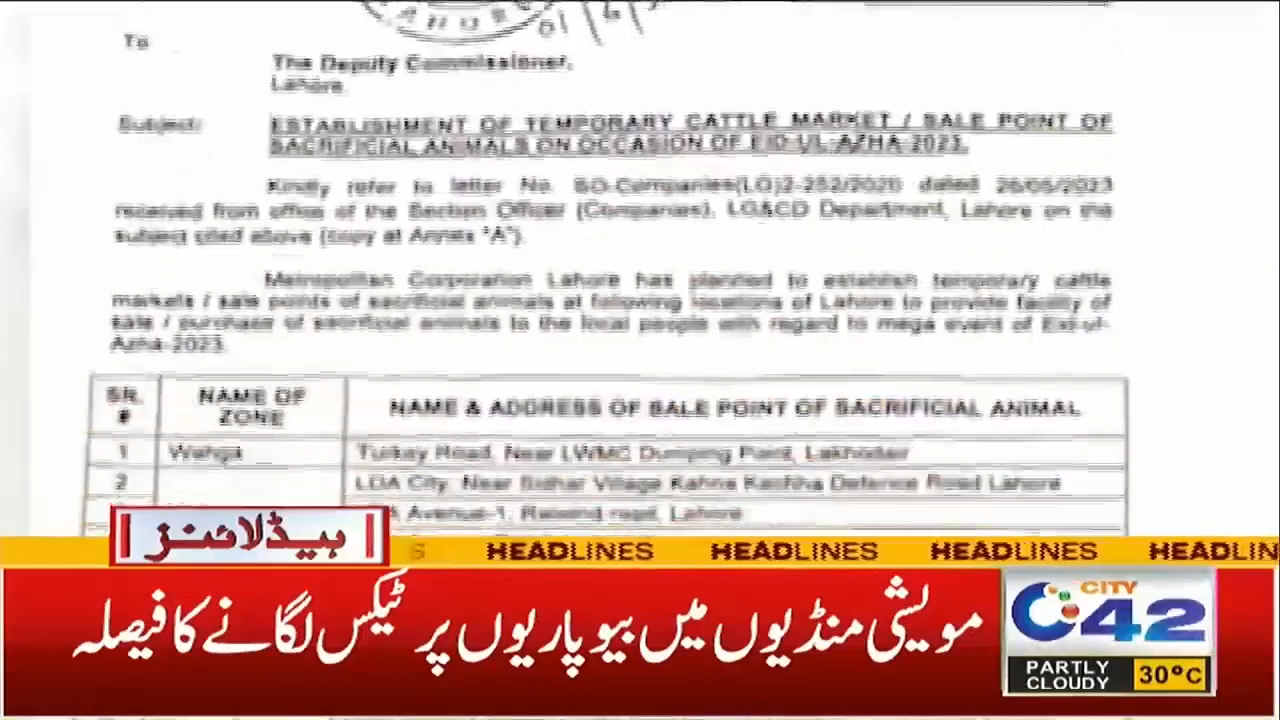 To
The Deputy Commissioner,
Lahore.
Subject: ESTABLISHMENT OF TEMPORARY CATTLE MARKET / SALE POINT OF
SACRIFICIAL ANIMALS ON OCCASION OF EID-UL-AZHA-2023.
Kindly refer to letter No. SO-Companies(LG)2-252/2020 dated 26/05/2023
received from office of the Section Officer (Companies), LG&CD Department, Lahore on the
subject cited above (copy at Annex "A").
Metropolitan Corporation Lahore has planned to establish temporary cattle
markets / sale points of sacrificial animals at following locations of Lahore to provide facility of
sale / purchase of sacrificial animals to the local people with regard to mega event of Eid-ul-
Azha-2023.
SR. # NAME OF ZONE NAME & ADDRESS OF SALE POINT OF SACRIFICIAL ANIMAL
1 Wahga Turkey Road, Near LWMC Dumping Point, Lakhodair
2 LDA City, Near Sidhar Village Kahna Kachha Defence Road Lahore
Avenue-1, Raiwind road, Lahore
ہیڈلائنز
S HEADLINES HEADLINES HEADLINES HEADLIN
مویشی منڈیوں میں بیوپاریوں پر ٹیکس لگانے کا فیصلہ
CITY
42
PARTLY CLOUDY 30°C